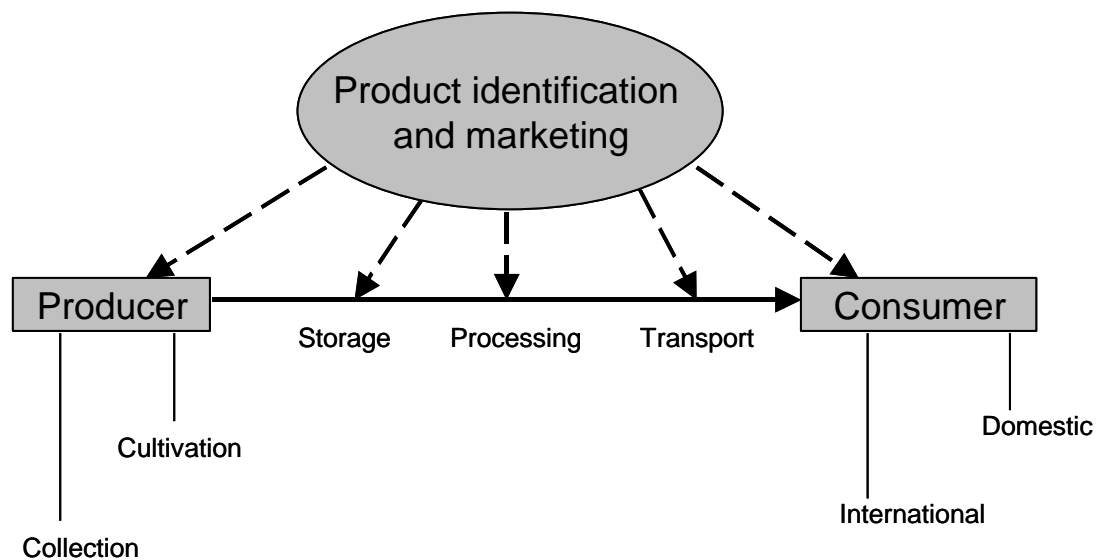 Product identification
and marketing
Producer
Consumer
Storage
Processing
Transport
Cultivation
Domestic
Collection
International